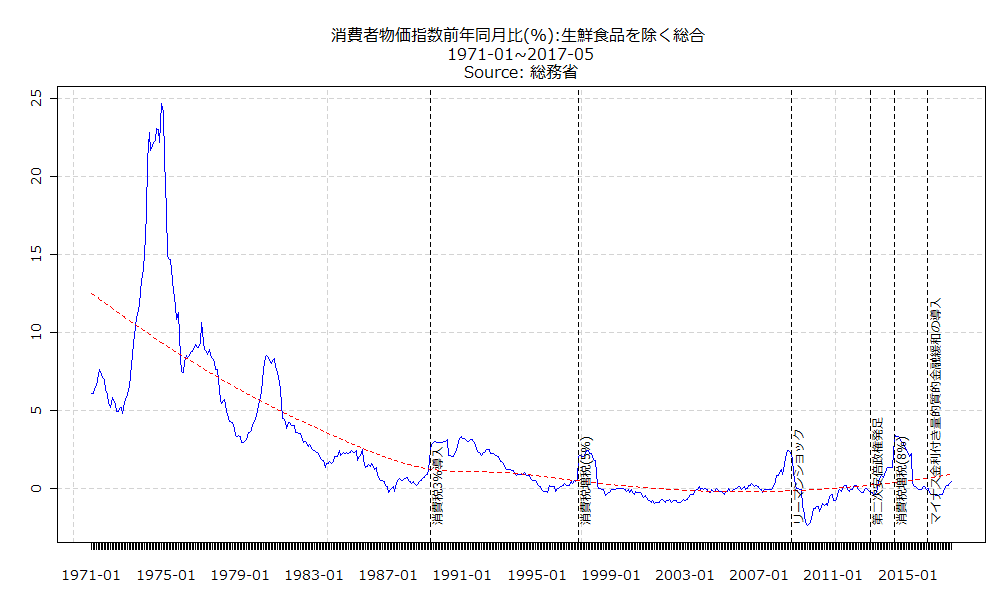 消費者物価指数前年同月比(%):生鮮食品を除く総合
1971-01~2017-05
Source: 総務省
25
20
15
10
5
0
消費税3%導入
消費税増税(5%)
リーマンショック
第二次安倍政権発足
消費税増税(8%)
マイナス金利付き量的質的金融緩和の導入
1971-01
1975-01
1979-01
1983-01
1987-01
1991-01
1995-01
1999-01
2003-01
2007-01
2011-01
2015-01